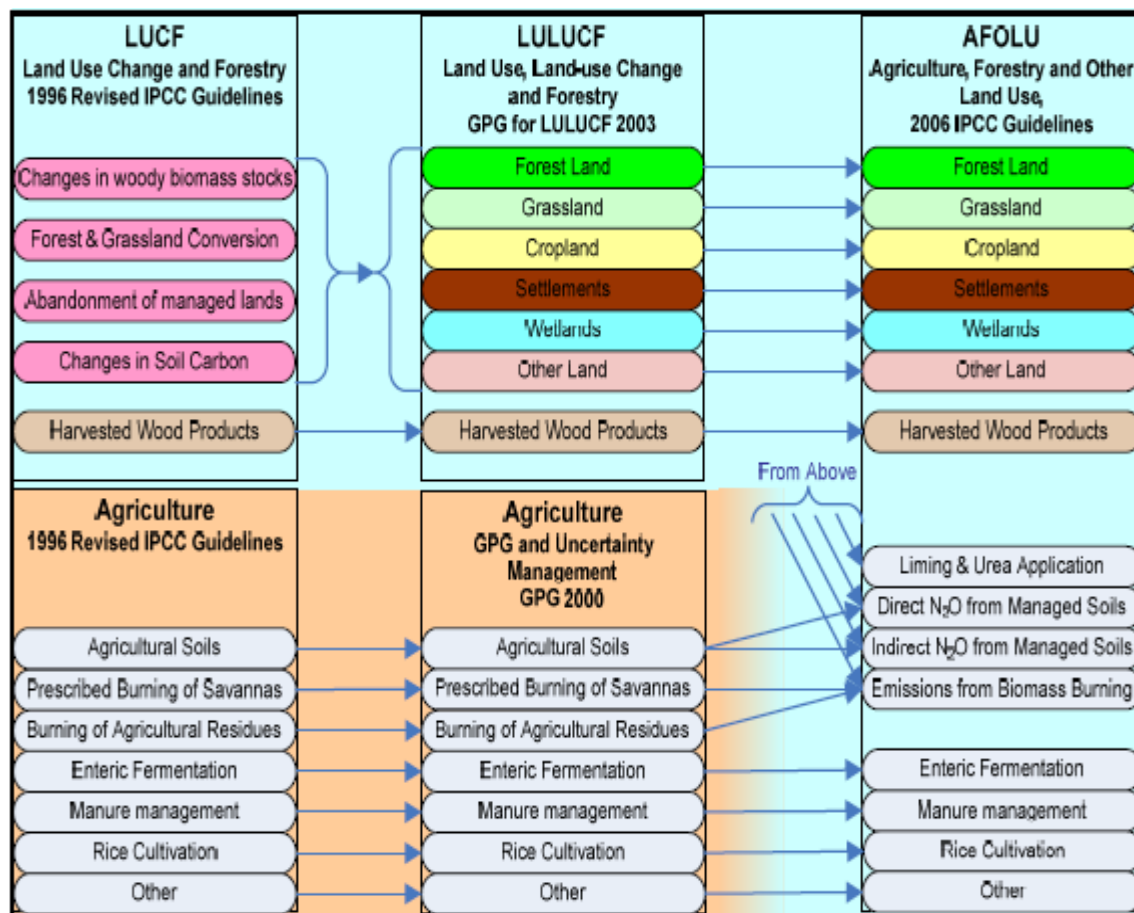 LUCF
Land Use Change and Forestry
1996 Revised IPCC Guidelines
Changes in woody biomass stocks
Forest & Grassland Conversion
Abandonment of managed lands
Changes in Soil Carbon
Harvested Wood Products
LULUCF
Land Use, Land-use Change
and Forestry
GPG for LULUCF 2003
Forest Land
Grassland
Cropland
Settlements
Wetlands
Other Land
Harvested Wood Products
AFOLU
Agriculture, Forestry and Other
Land Use,
2006 IPCC Guidelines
Forest Land
Grassland
Cropland
Settlements
Wetlands
Other Land
Harvested Wood Products
From Above
Agriculture
1996 Revised IPCC Guidelines
Agricultural Soils
Prescribed Burning of Savannas
Burning of Agricultural Residues
Enteric Fermentation
Manure management
Rice Cultivation
Other
Agriculture
GPG and Uncertainty
Management
GPG 2000
Agricultural Soils
Prescribed Burning of Savannas
Burning of Agricultural Residues
Enteric Fermentation
Manure management
Rice Cultivation
Other
Liming & Urea Application
Direct N₂O from Managed Soils
Indirect N₂O from Managed Soils
Emissions from Biomass Burning
Enteric Fermentation
Manure management
Rice Cultivation
Other